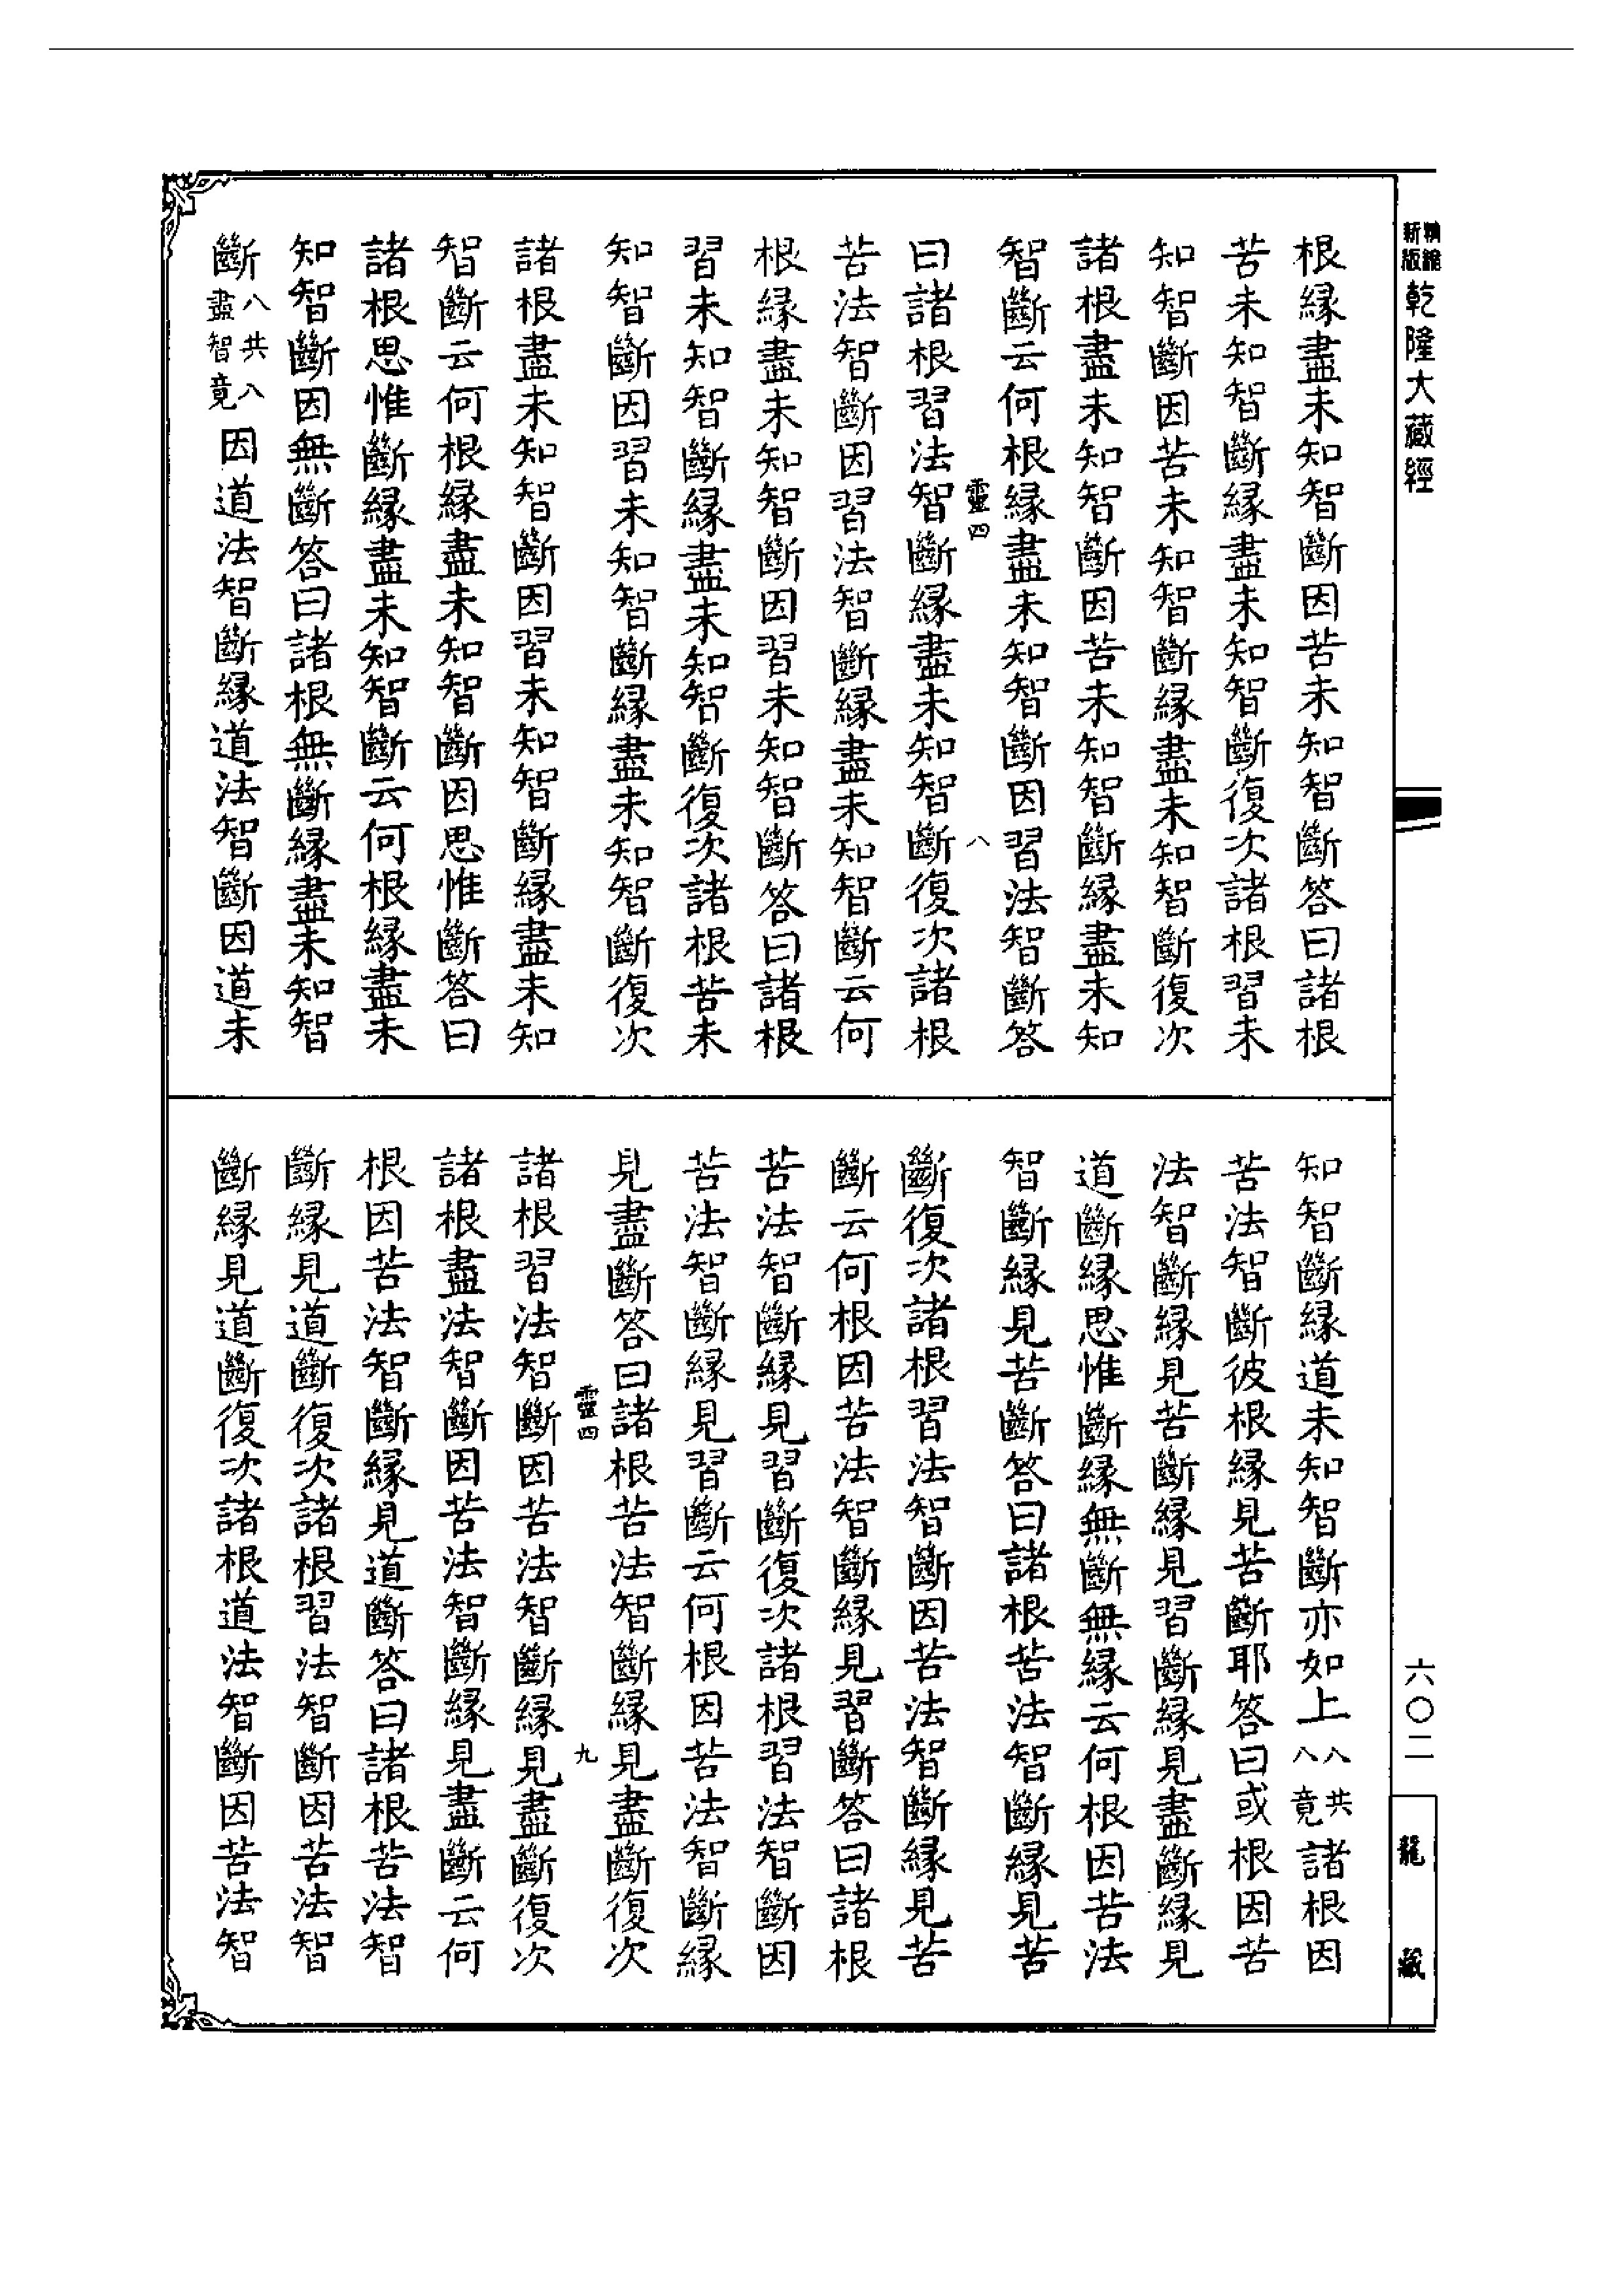 精縮
新版
乾隆大藏經
六〇二
龍藏
根緣盡未知智斷因苦未知智斷答曰諸根
苦未知智斷緣盡未知智斷復次諸根習未
知智斷因苦未知智斷緣盡未知智斷復次
諸根盡未知智斷因苦未知智斷緣盡未知
智斷云何根緣盡未知智斷因習法智斷答
靈四 八
曰諸根習法智斷緣盡未知智斷復次諸根
苦法智斷因習法智斷緣盡未知智斷云何
根緣盡未知智斷因習未知智斷答曰諸根
習未知智斷緣盡未知智斷復次諸根苦未
知智斷因習未知智斷緣盡未知智斷復次
諸根盡未知智斷因習未知智斷緣盡未知
智斷云何根緣盡未知智斷因思惟斷答曰
諸根思惟斷緣盡未知智斷云何根緣盡未
知智斷因無斷答曰諸根無斷緣盡未知智
斷八共八盡智竟因道法智斷緣道法智斷因道未
知智斷緣道未知智斷亦如上八共八竟諸根因
苦法智斷彼根緣見苦斷耶答曰或根因苦
法智斷緣見苦斷緣見習斷緣見盡斷緣見
道斷緣思惟斷緣無斷無緣云何根因苦法
智斷緣見苦斷答曰諸根苦法智斷緣見苦
斷復次諸根習法智斷因苦法智斷緣見苦
斷云何根因苦法智斷緣見習斷答曰諸根
苦法智斷緣見習斷復次諸根習法智斷因
苦法智斷緣見習斷云何根因苦法智斷緣
見盡斷答曰諸根苦法智斷緣見盡斷復次
靈四 九
諸根習法智斷因苦法智斷緣見盡斷復次
諸根盡法智斷因苦法智斷緣見盡斷云何
根因苦法智斷緣見道斷答曰諸根苦法智
斷緣見道斷復次諸根習法智斷因苦法智
斷緣見道斷復次諸根道法智斷因苦法智